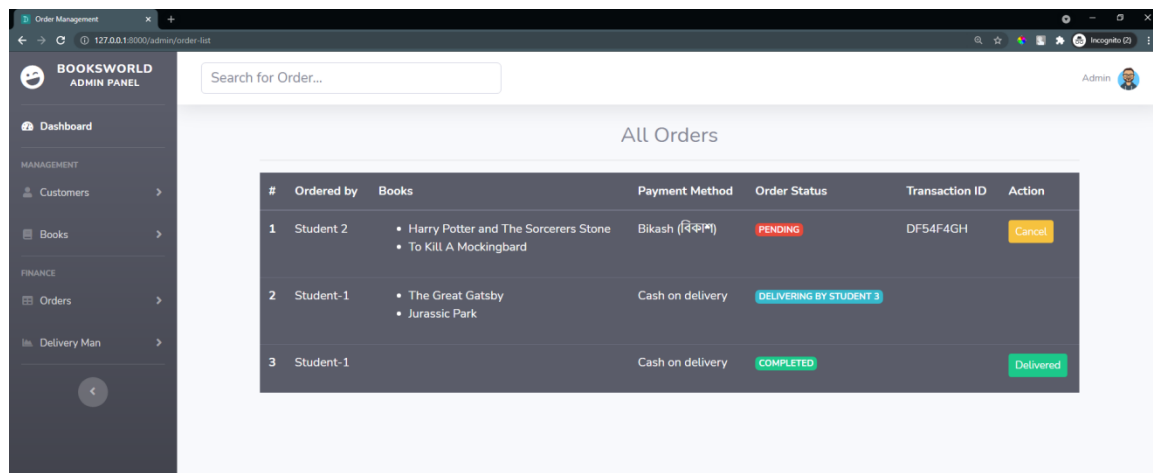 Order Management
127.0.0.1:8000/admin/order-list
Incognito (2)
BOOKSWORLD
ADMIN PANEL
Search for Order...
Admin
Dashboard
MANAGEMENT
Customers
Books
FINANCE
Orders
Delivery Man
All Orders
# Ordered by Books Payment Method Order Status Transaction ID Action
1 Student 2 • Harry Potter and The Sorcerers Stone Bikash (বিকাশ) PENDING DF54F4GH Cancel
• To Kill A Mockingbard
2 Student-1 • The Great Gatsby Cash on delivery DELIVERING BY STUDENT 3
• Jurassic Park
3 Student-1 Cash on delivery COMPLETED Delivered